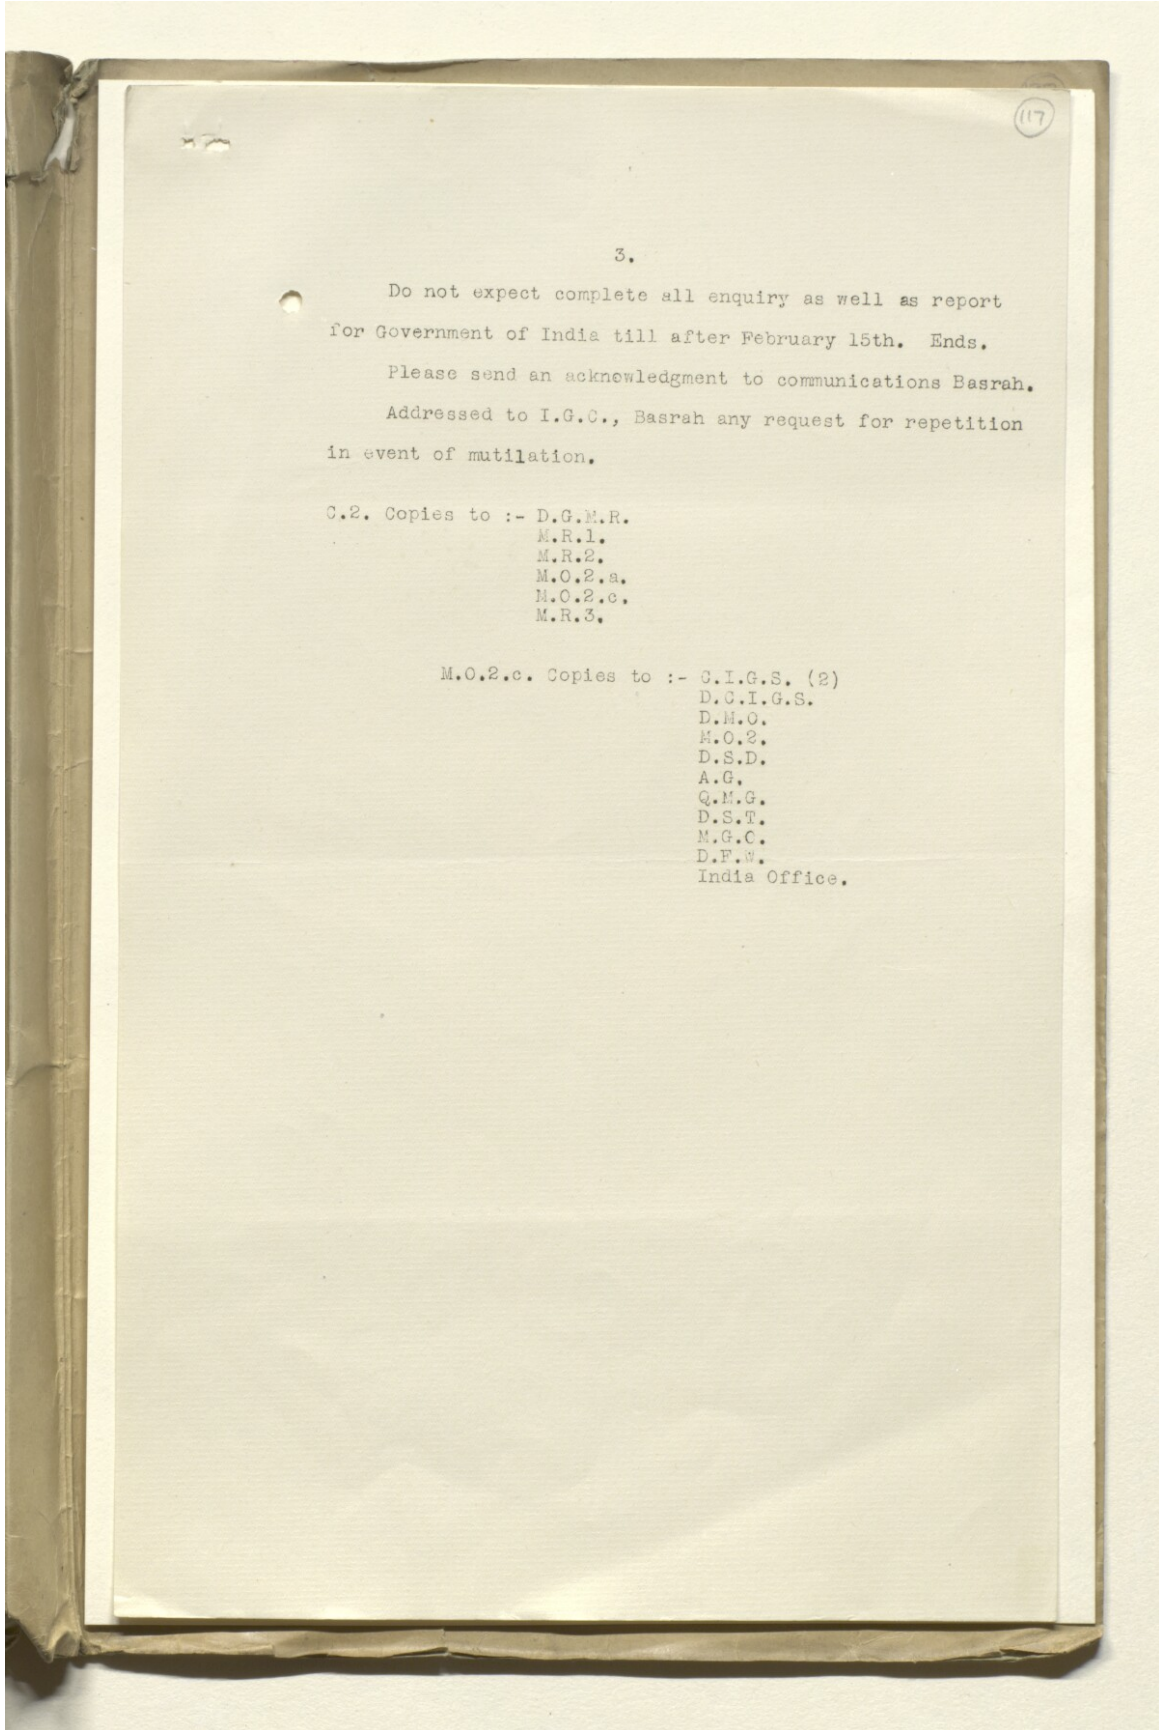 117
3.
Do not expect complete all enquiry as well as report
for Government of India till after February 15th. Ends.
Please send an acknowledgment to communications Basrah.
Addressed to I.G.C., Basrah any request for repetition
in event of mutilation.
C.2. Copies to :- D.G.M.R.
M.R.1.
M.R.2.
M.O.2.a.
M.O.2.c.
M.R.3.
M.O.2.c. Copies to :- C.I.G.S. (2)
D.C.I.G.S.
D.M.O.
M.O.2.
D.S.D.
A.G.
Q.M.G.
D.S.T.
M.G.O.
D.F.W.
India Office.